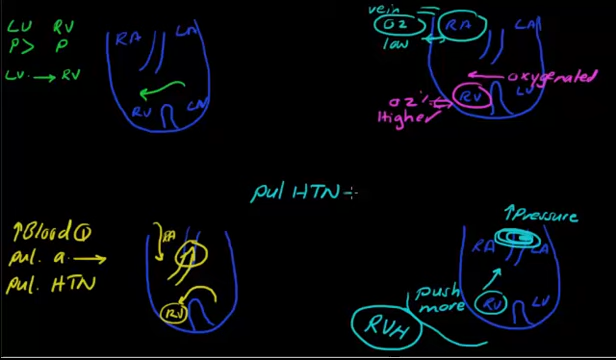 LV RV
P> P
LV. → RV
RA LA
RV
vein
O2
low
RA LA
oxygenated
O2%
Higher
RV LV
pul HTN -
↑Blood ①
pul. a. →
pul. HTN
RA
RV
↑Pressure
RA LA
push
more
RV LV
RVH